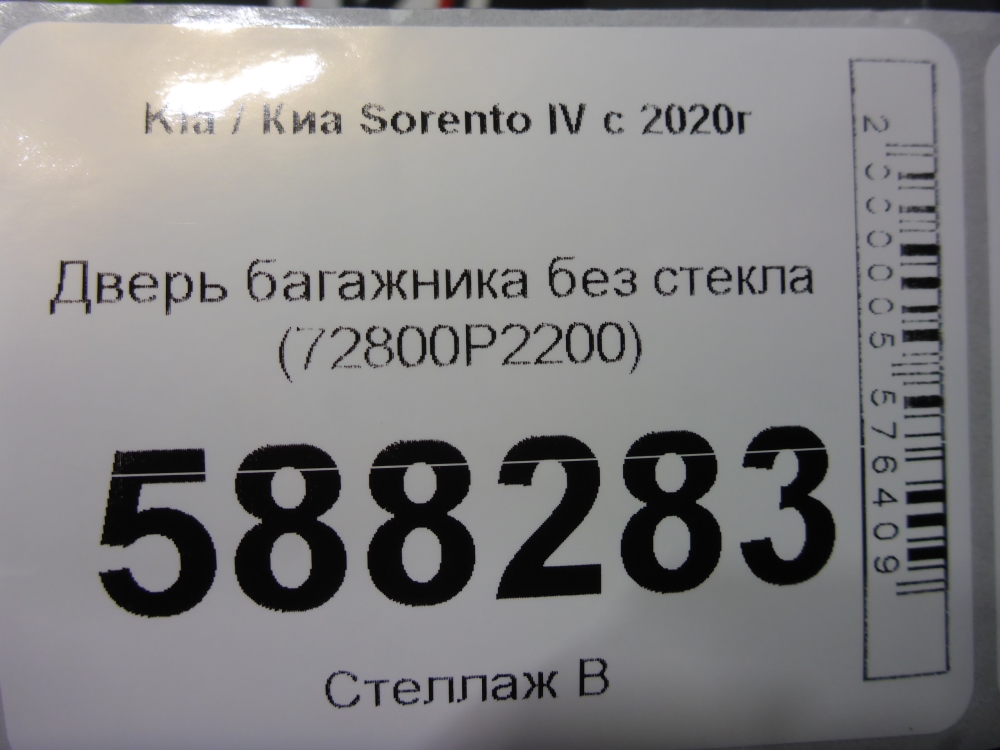 Kia / Киа Sorento IV с 2020г
Дверь багажника без стекла
(72800P2200)
588283
Стеллаж В
2000005576409